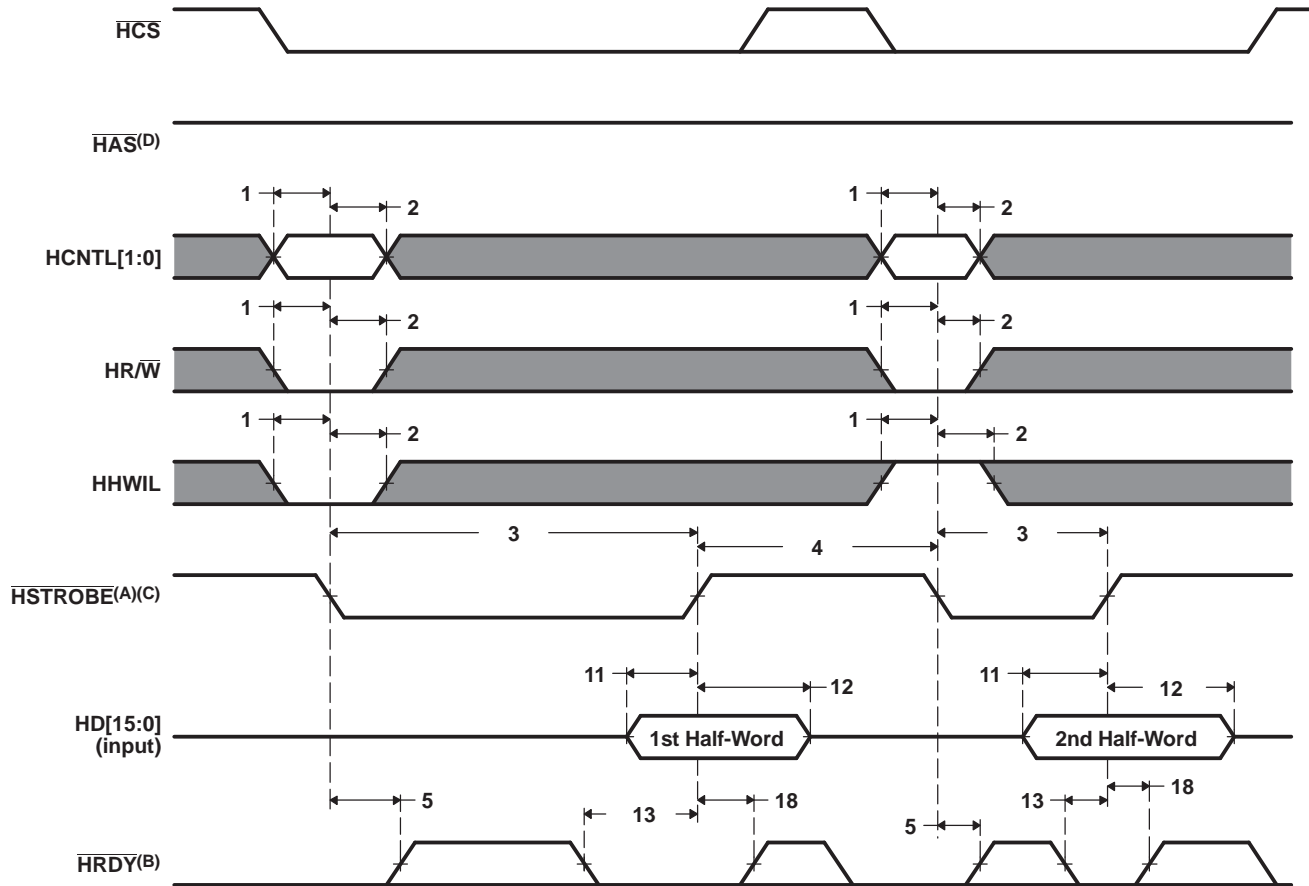 HCS
HAS(D)
1
1
2
2
HCNTL[1:0]
1
1
2
2
HR/W
1
1
2
2
HHWIL
3
3
4
HSTROBE(A)(C)
11
11
12
12
HD[15:0]
(input)
1st Half-Word
2nd Half-Word
5
13
18
13
18
5
HRDY(B)